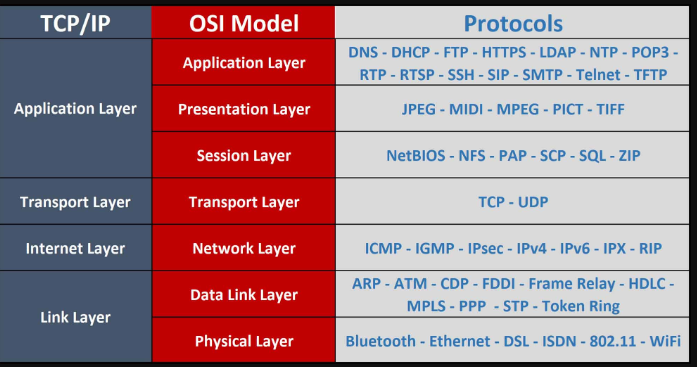 TCP/IP OSI Model Protocols
Application Layer
Application Layer
DNS - DHCP - FTP - HTTPS - LDAP - NTP - POP3 -
RTP - RTSP - SSH - SIP - SMTP - Telnet - TFTP
Presentation Layer
JPEG - MIDI - MPEG - PICT - TIFF
Session Layer
NetBIOS - NFS - PAP - SCP - SQL - ZIP
Transport Layer
Transport Layer
TCP - UDP
Internet Layer
Network Layer
ICMP - IGMP - IPsec - IPv4 - IPv6 - IPX - RIP
Link Layer
Data Link Layer
ARP - ATM - CDP - FDDI - Frame Relay - HDLC -
MPLS - PPP - STP - Token Ring
Physical Layer
Bluetooth - Ethernet - DSL - ISDN - 802.11 - WiFi